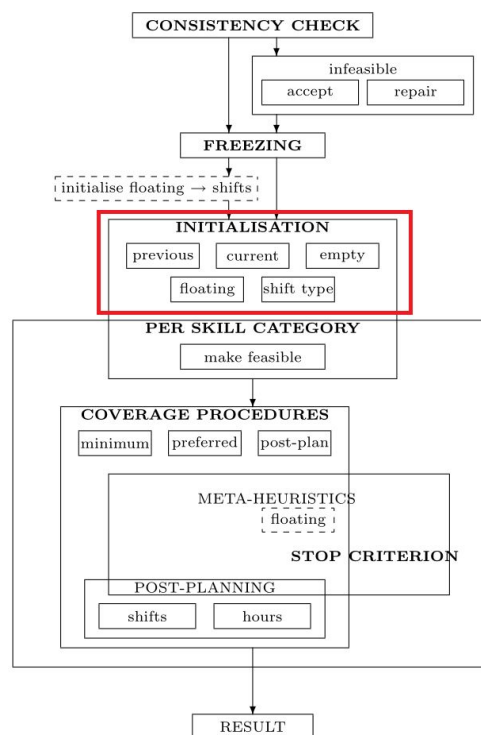 CONSISTENCY CHECK
infeasible
accept repair
FREEZING
initialise floating → shifts
INITIALISATION
previous current empty
floating shift type
PER SKILL CATEGORY
make feasible
COVERAGE PROCEDURES
minimum preferred post-plan
META-HEURISTICS
floating
STOP CRITERION
POST-PLANNING
shifts hours
RESULT